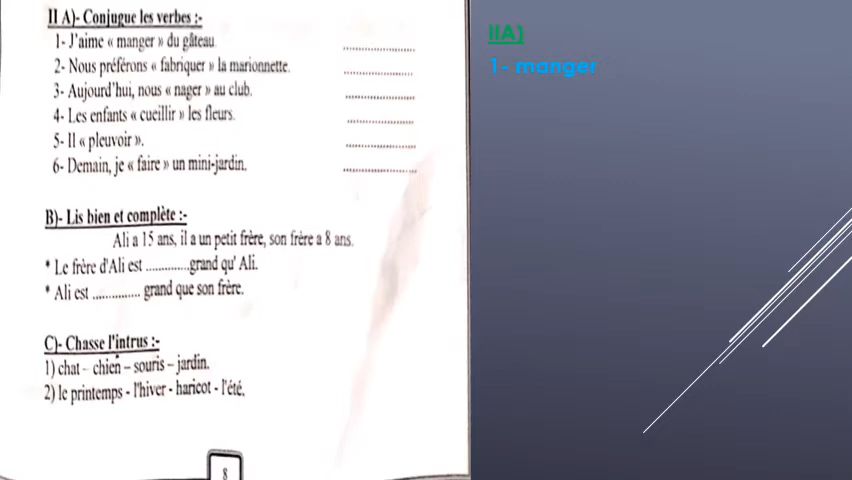 II A)- Conjugue les verbes :-
1- J'aime « manger » du gâteau. ....................
2- Nous préférons « fabriquer » la marionnette. ....................
3- Aujourd'hui, nous « nager » au club. ....................
4- Les enfants « cueillir » les fleurs. ....................
5- Il « pleuvoir ». ....................
6- Demain, je « faire » un mini-jardin. ....................
B)- Lis bien et complète :-
Ali a 15 ans, il a un petit frère, son frère a 8 ans.
* Le frère d'Ali est .............grand qu' Ali.
* Ali est .............. grand que son frère.
C)- Chasse l'intrus :-
1) chat - chien – souris – jardin.
2) le printemps - l'hiver - haricot - l'été.
8
IIA)
1- manger